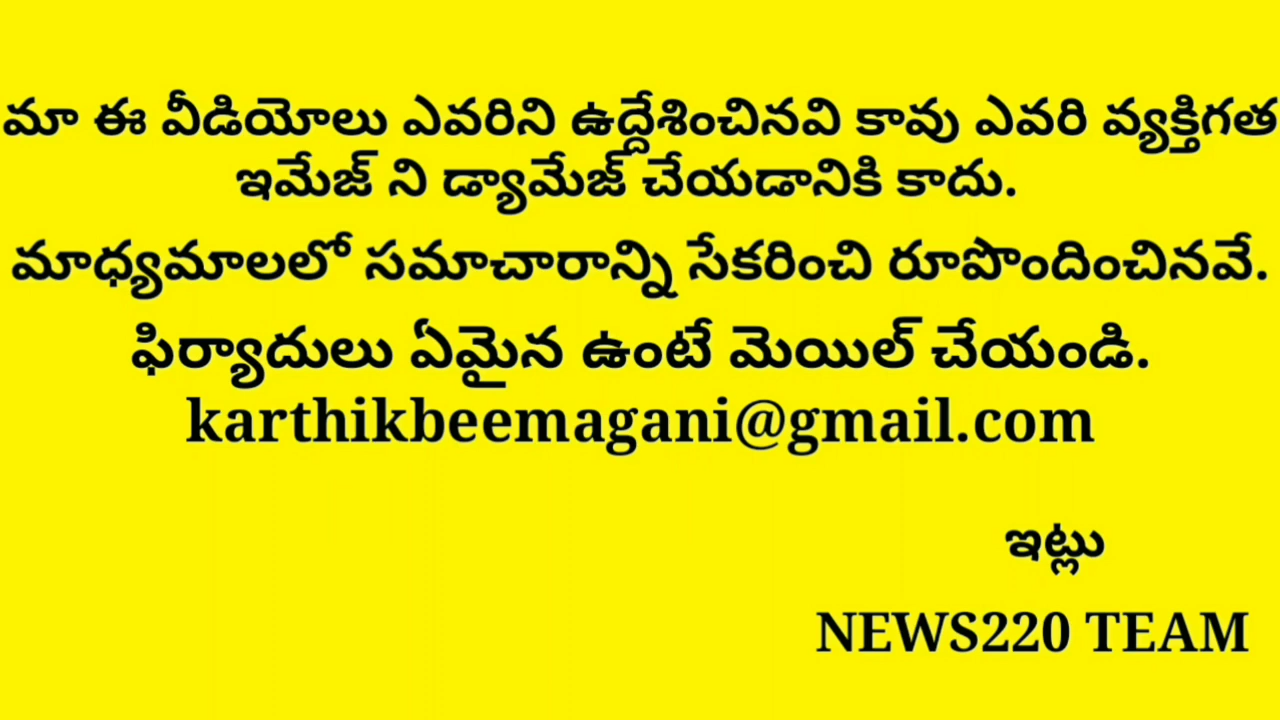 మా ఈ వీడియోలు ఎవరిని ఉద్దేశించినవి కావు ఎవరి వ్యక్తిగత
ఇమేజ్ ని డ్యామేజ్ చేయడానికి కాదు.
మాధ్యమాలలో సమాచారాన్ని సేకరించి రూపొందించినవే.
ఫిర్యాదులు ఏమైన ఉంటే మెయిల్ చేయండి.
karthikbeemagani@gmail.com
ఇట్లు
NEWS220 TEAM